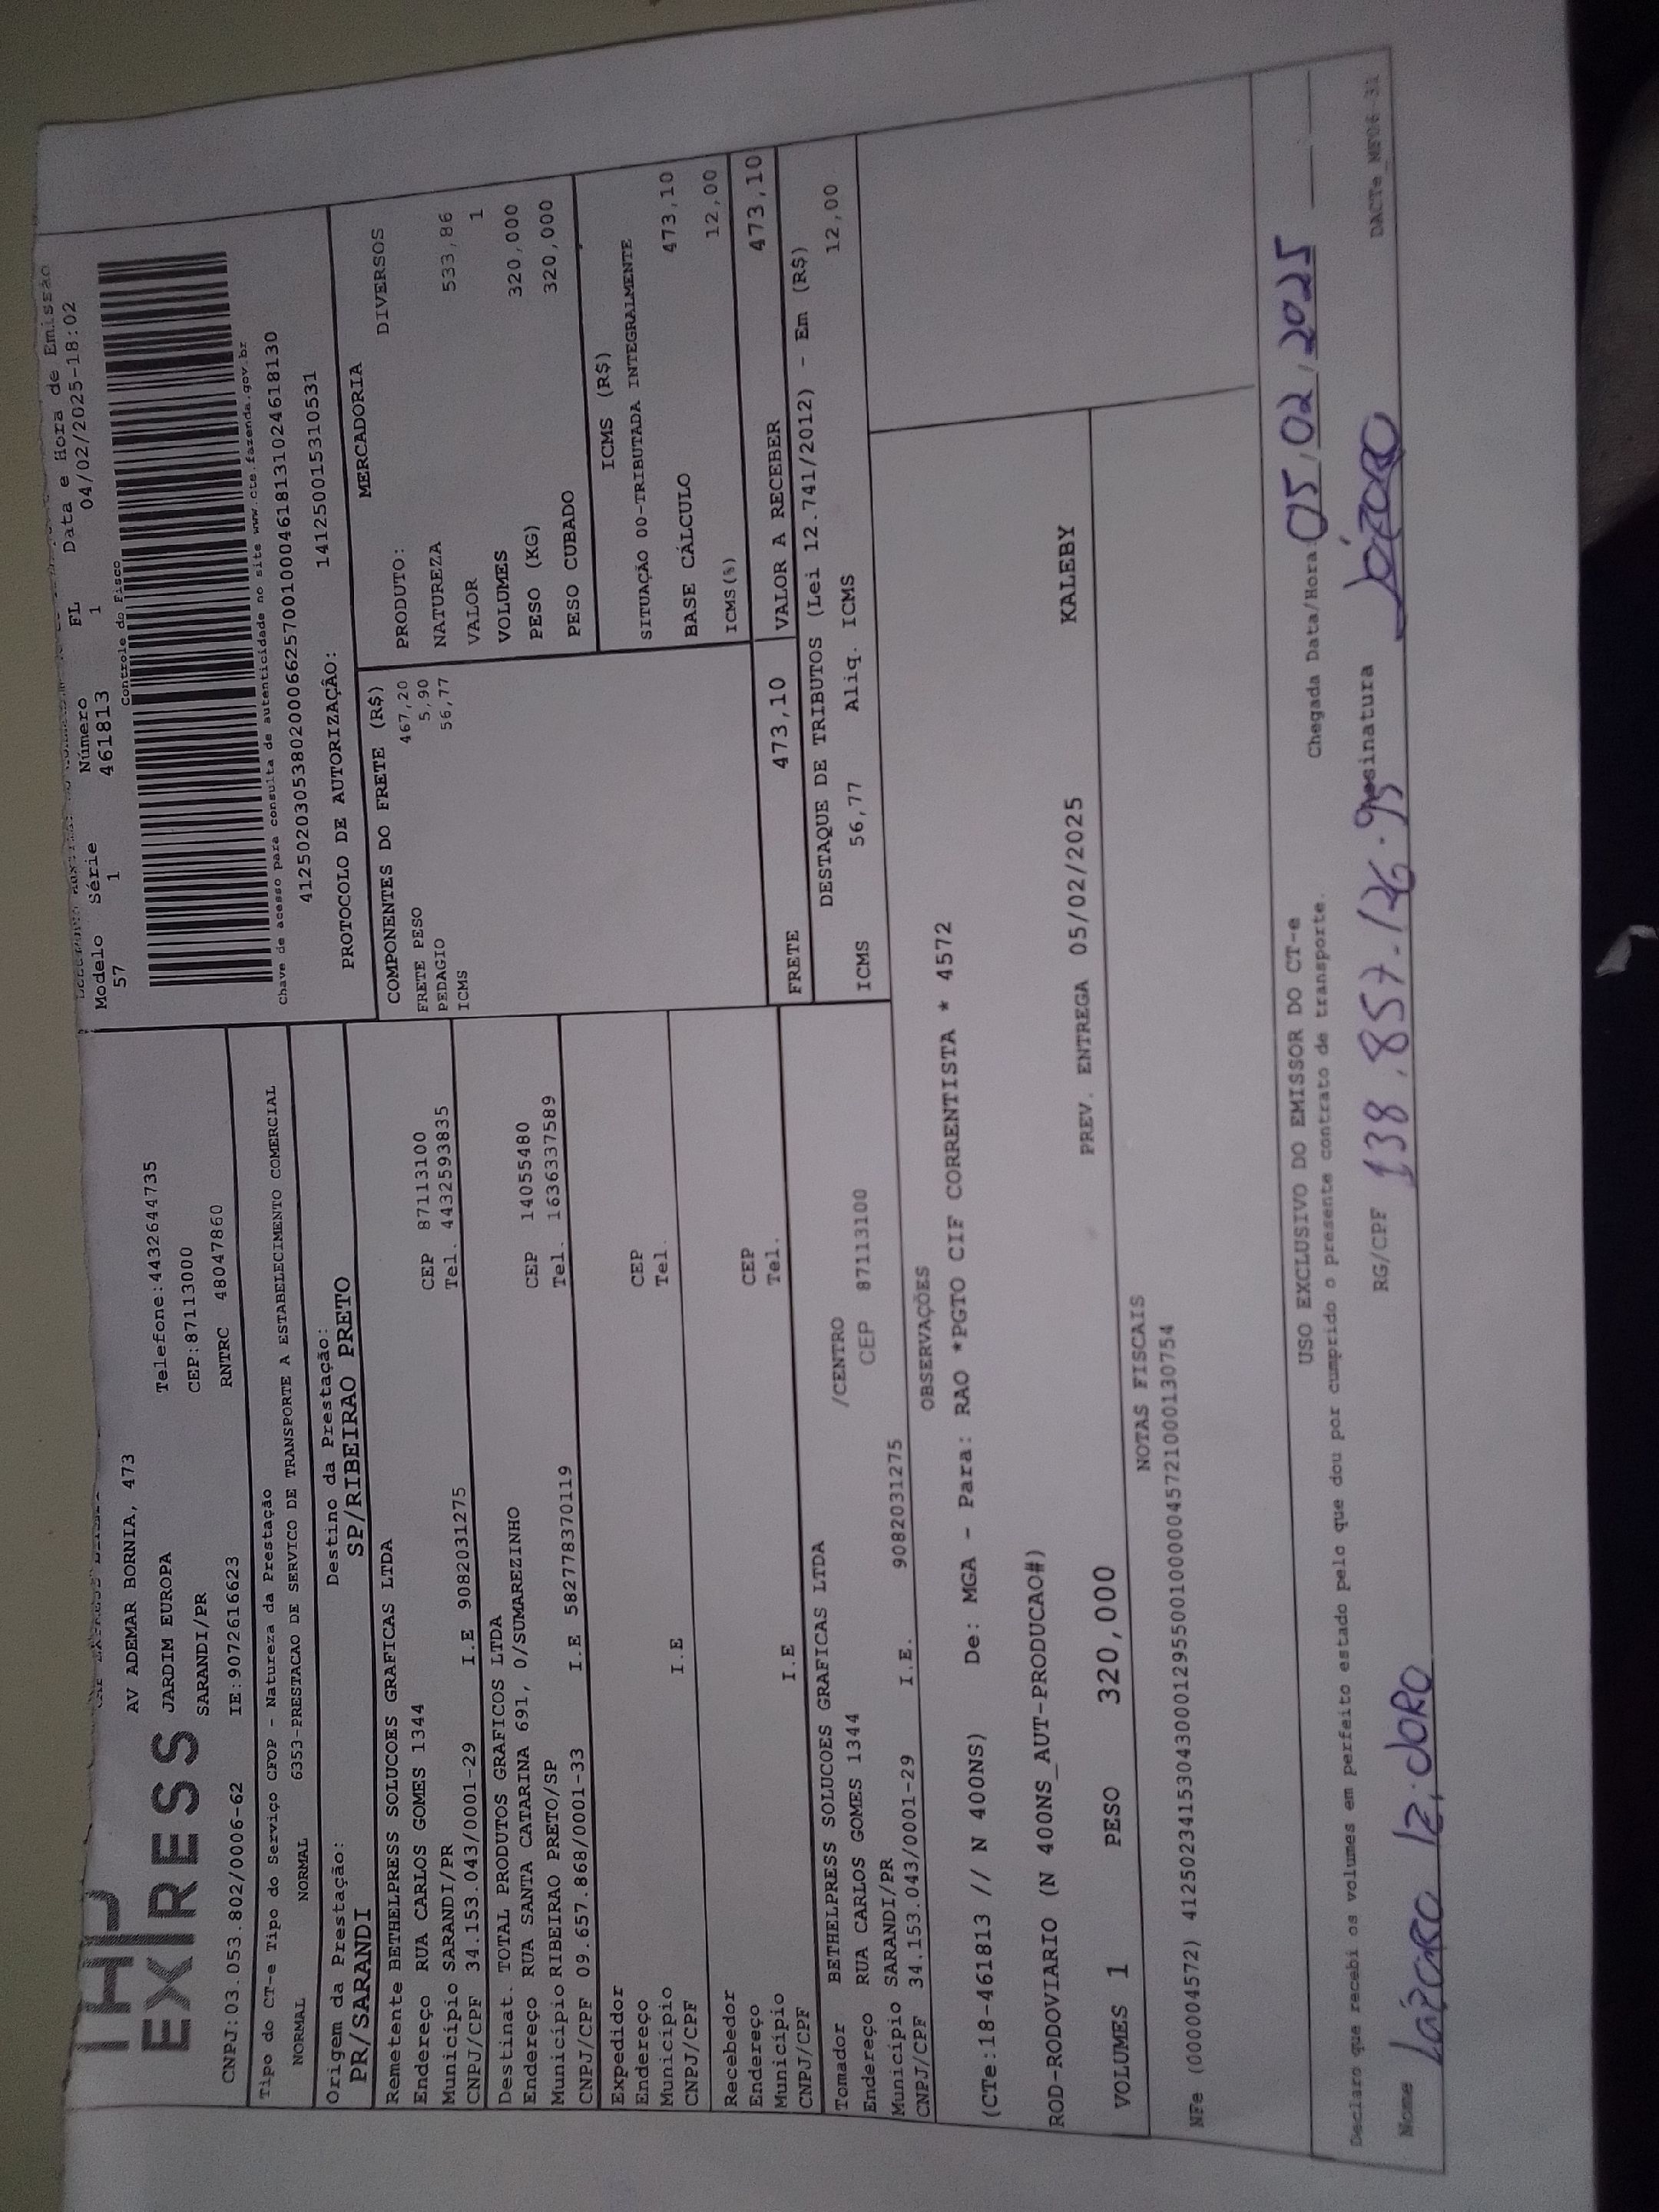 EXPRESS
AV ADEMAR BORNIA, 473
JARDIM EUROPA
Telefone:4432644735
SARANDI/PR
CEP:87113000
CNPJ:03.053.802/0006-62 IE:9072616623 RNTRC 48047860
Modelo Série Número FL Data e Hora de Emissão
57 1 461813 1 04/02/2025-18:02
Controle do Fisco
Chave de acesso para consulta de autenticidade no site www.cte.fazenda.gov.br
41250203053802000662570010004618131024618130
PROTOCOLO DE AUTORIZAÇÃO: 141250015310531
Tipo do CT-e Tipo do Serviço CFOP - Natureza da Prestação
NORMAL NORMAL 6353-PRESTACAO DE SERVICO DE TRANSPORTE A ESTABELECIMENTO COMERCIAL
Origem da Prestação: Destino da Prestação:
PR/SARANDI SP/RIBEIRAO PRETO
Remetente BETHELPRESS SOLUCOES GRAFICAS LTDA
Endereço RUA CARLOS GOMES 1344 CEP 87113100
Município SARANDI/PR Tel. 443259383­5
CNPJ/CPF 34.153.043/0001-29 I.E 9082031275
Destinat. TOTAL PRODUTOS GRAFICOS LTDA
Endereço RUA SANTA CATARINA 691, 0/SUMAREZINHO CEP 14055480
Município RIBEIRAO PRETO/SP Tel. 1636337589
CNPJ/CPF 09.657.868/0001-33 I.E 582778370119
Expedidor
Endereço CEP
Município Tel.
CNPJ/CPF I.E
Recebedor
Endereço CEP
Município Tel.
CNPJ/CPF I.E
Tomador BETHELPRESS SOLUCOES GRAFICAS LTDA
Endereço RUA CARLOS GOMES 1344 /CENTRO
Município SARANDI/PR CEP 87113100
CNPJ/CPF 34.153.043/0001-29 I.E. 9082031275
COMPONENTES DO FRETE (R$)
FRETE PESO 467,20
PEDAGIO 5,90
ICMS 56,77
MERCADORIA
PRODUTO: DIVERSOS
NATUREZA
VALOR 533,86
VOLUMES 1
PESO (KG) 320,000
PESO CUBADO 320,000
ICMS (R$)
SITUAÇÃO 00-TRIBUTADA INTEGRALMENTE
BASE CÁLCULO 473,10
ICMS(%) 12,00
FRETE 473,10 VALOR A RECEBER 473,10
DESTAQUE DE TRIBUTOS (Lei 12.741/2012) - Em (R$)
ICMS 56,77 Aliq. ICMS 12,00
OBSERVAÇÕES
(CTe:18-461813 // N 400NS) De: MGA - Para: RAO *PGTO CIF CORRENTISTA * 4572
ROD-RODOVIARIO (N 400NS_AUT-PRODUCAO#) KALEBY
VOLUMES 1 PESO 320,000 PREV. ENTREGA 05/02/2025
NOTAS FISCAIS
NFe (000004572) 41250234153043000129550010000045721000130754
USO EXCLUSIVO DO EMISSOR DO CT-e
Declaro que recebi os volumes em perfeito estado pelo que dou por cumprido o presente contrato de transporte.
Chegada Data/Hora: 05/02/2025
Nome Lázaro RG/CPF 138.857.126.95 Assinatura Lázaro
DACTe_MF06-31